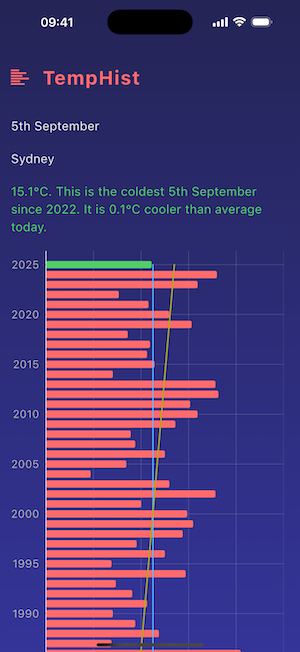 09:41
TempHist
5th September
Sydney
15.1°C. This is the coldest 5th September
since 2022. It is 0.1°C cooler than average
today.
2025
2020
2015
2010
2005
2000
1995
1990